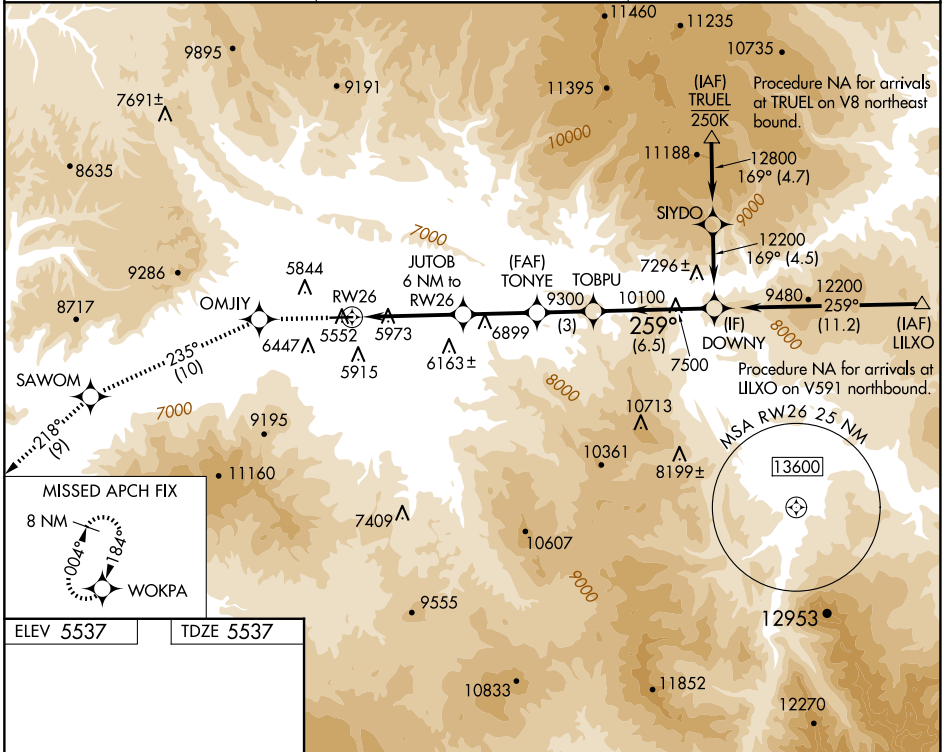 11460
11235
9895
10735
9191
11395
(IAF)
TRUEL
250K
Procedure NA for arrivals
at TRUEL on V8 northeast
bound.
7691±
10000
8635
11188
12800
169° (4.7)
SIYDO
9000
7000
12200
169° (4.5)
JUTOB
6 NM to
RW26
(FAF)
TONYE
TOBPU
7296±
9286
5844
OMJIY
RW26
9300
(3)
10100
259°
(6.5)
9480
12200
259°
(11.2)
8717
5552
5973
6899
(IF)
DOWNY
8000
(IAF)
LILXO
6447
5915
6163±
7500
235°
(10)
Procedure NA for arrivals at
LILXO on V591 northbound.
SAWOM
7000
8000
218°
(9)
9195
10713
MSA RW26 25 NM
13600
10361
8199±
11160
MISSED APCH FIX
8 NM
004°
184°
WOKPA
7409
10607
9000
9555
12953
ELEV 5537
TDZE 5537
10833
11852
12270